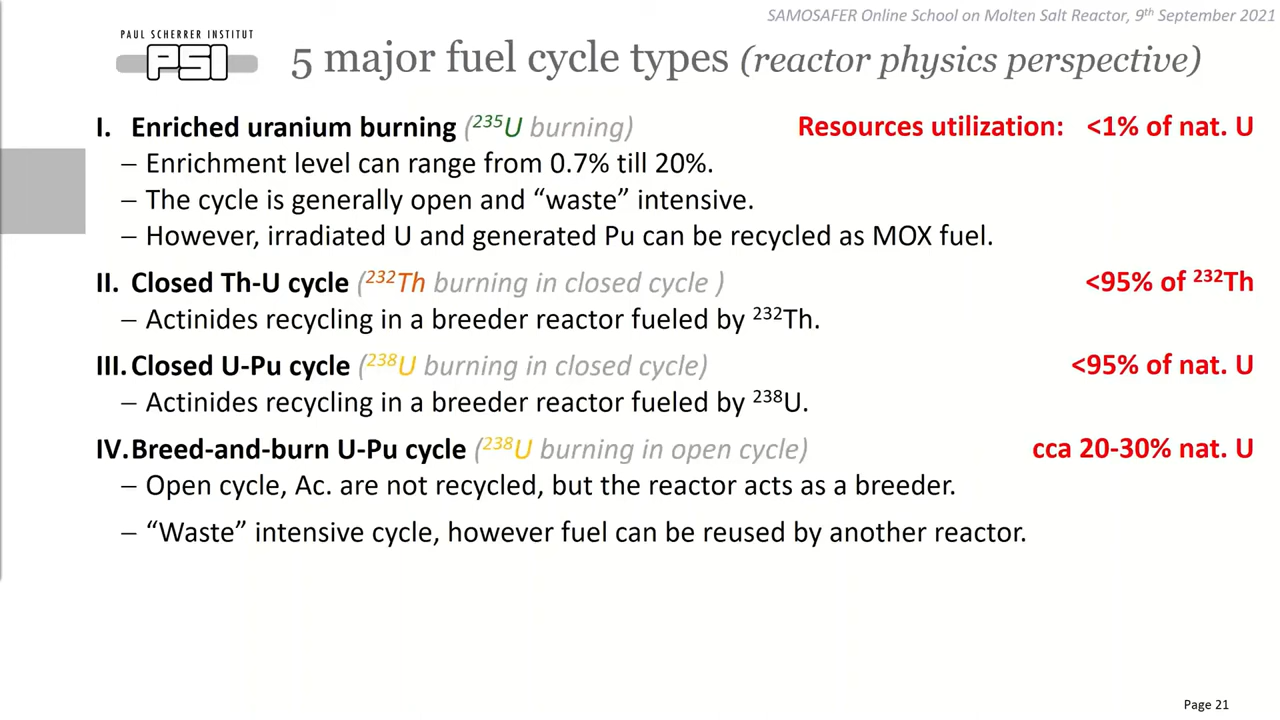 SAMOSAFER Online School on Molten Salt Reactor, 9th September 2021
PAUL SCHERRER INSTITUT
PSI
5 major fuel cycle types (reactor physics perspective)
I. Enriched uranium burning (²³⁵U burning) Resources utilization: <1% of nat. U
– Enrichment level can range from 0.7% till 20%.
– The cycle is generally open and “waste” intensive.
– However, irradiated U and generated Pu can be recycled as MOX fuel.
II. Closed Th-U cycle (²³²Th burning in closed cycle ) <95% of ²³²Th
– Actinides recycling in a breeder reactor fueled by ²³²Th.
III. Closed U-Pu cycle (²³⁸U burning in closed cycle) <95% of nat. U
– Actinides recycling in a breeder reactor fueled by ²³⁸U.
IV. Breed-and-burn U-Pu cycle (²³⁸U burning in open cycle) cca 20-30% nat. U
– Open cycle, Ac. are not recycled, but the reactor acts as a breeder.
– “Waste” intensive cycle, however fuel can be reused by another reactor.
Page 21